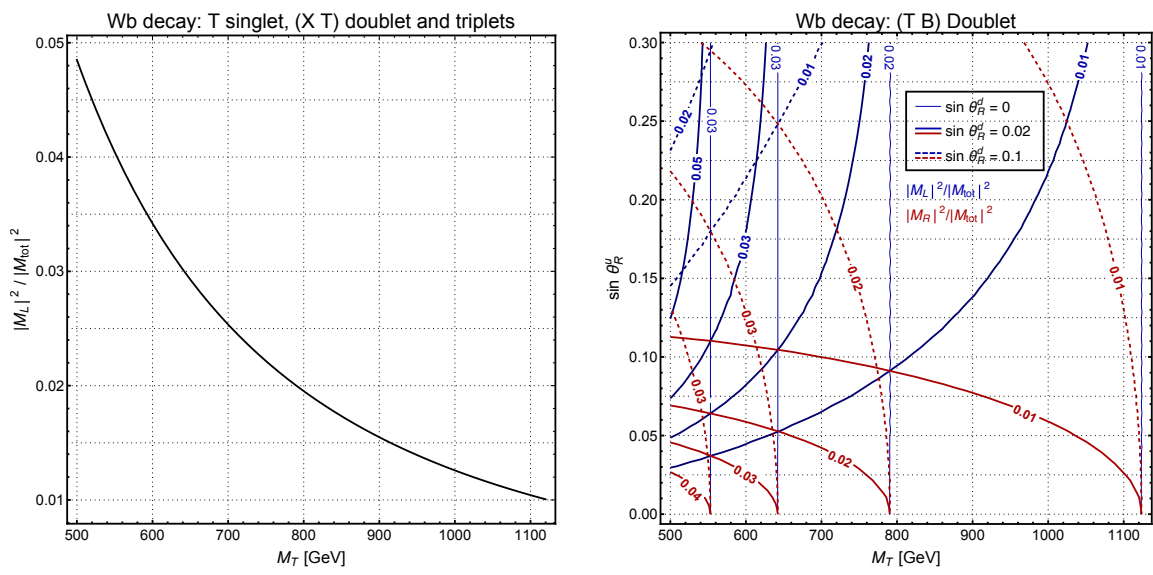 Wb decay: T singlet, (X T) doublet and triplets
0.05
0.04
0.03
0.02
0.01
|M_L|² / |M_tot|²
500 600 700 800 900 1000 1100
M_T [GeV]
Wb decay: (T B) Doublet
0.30
0.25
0.20
0.15
0.10
0.05
0.00
sin θ_R^u
500 600 700 800 900 1000 1100
M_T [GeV]
sin θ_R^d = 0
sin θ_R^d = 0.02
sin θ_R^d = 0.1
|M_L|²/|M_tot|²
|M_R|²/|M_tot|²
0.02
0.03
0.01
0.03
0.02
0.02
0.01
0.01
0.05
0.03
0.01
0.03
0.02
0.01
0.03
0.01
0.02
0.03
0.04